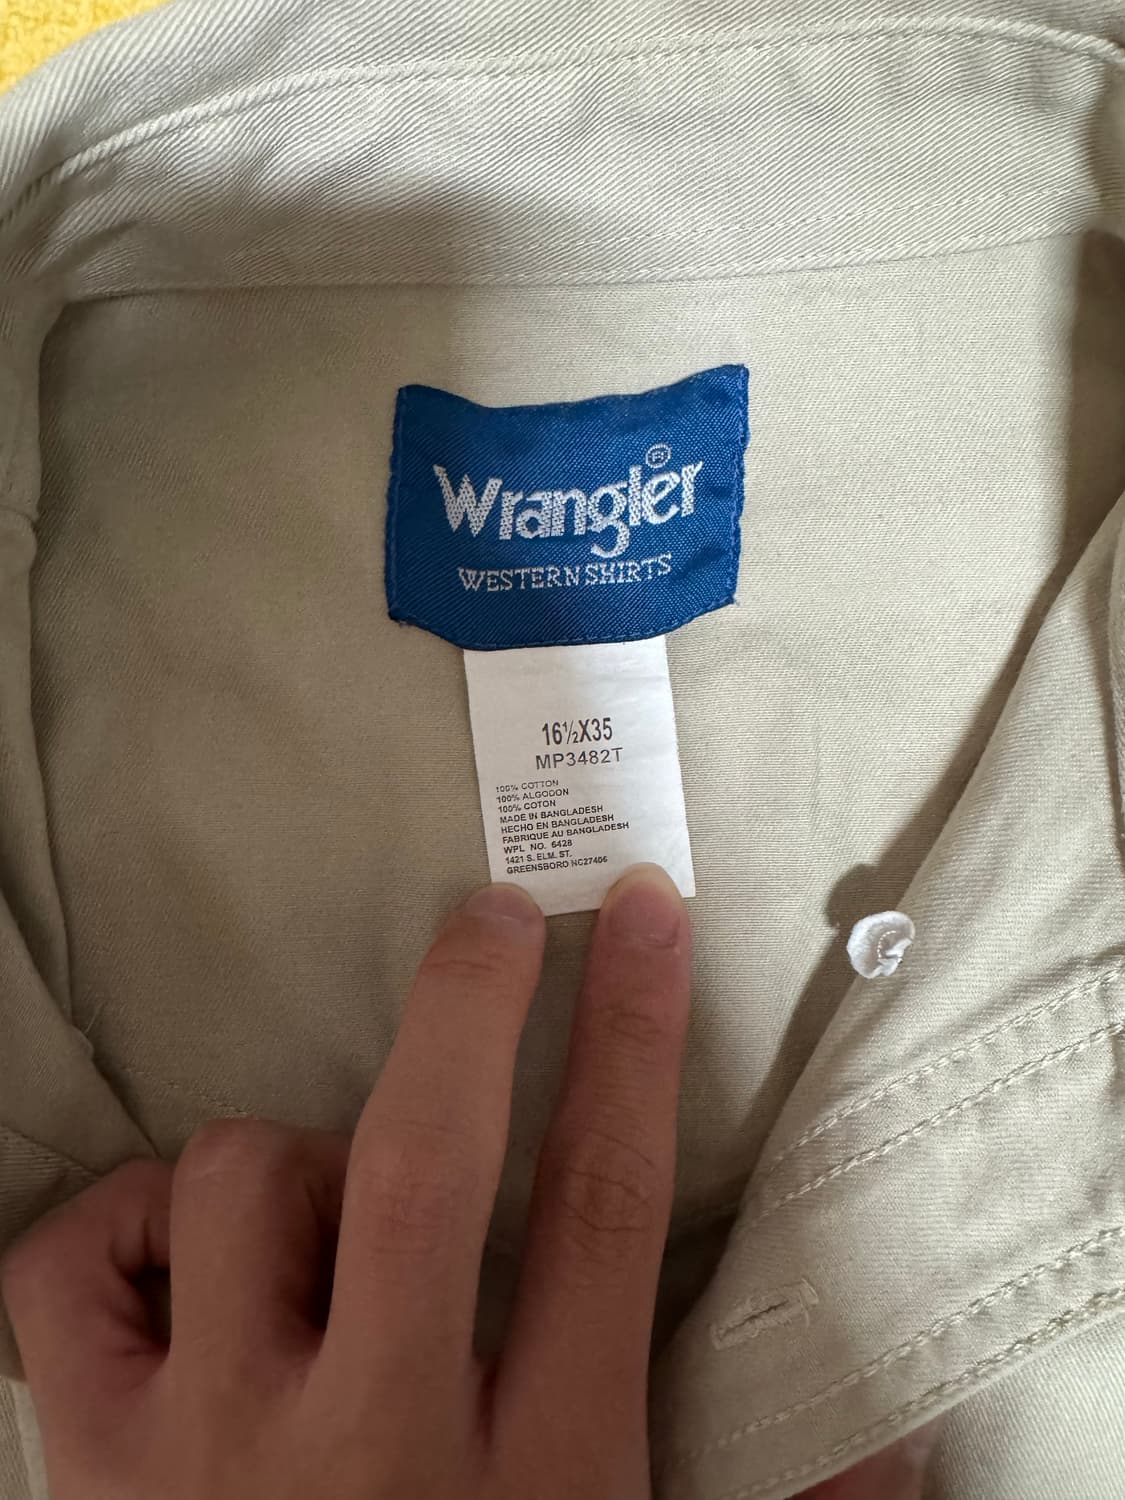 Wrangler®
WESTERN SHIRTS
16½X35
MP3482T
100% COTTON
100% ALGODON
100% COTON
MADE IN BANGLADESH
HECHO EN BANGLADESH
FABRIQUE AU BANGLADESH
WPL NO. 6428
1421 S. ELM. ST.
GREENSBORO NC27406